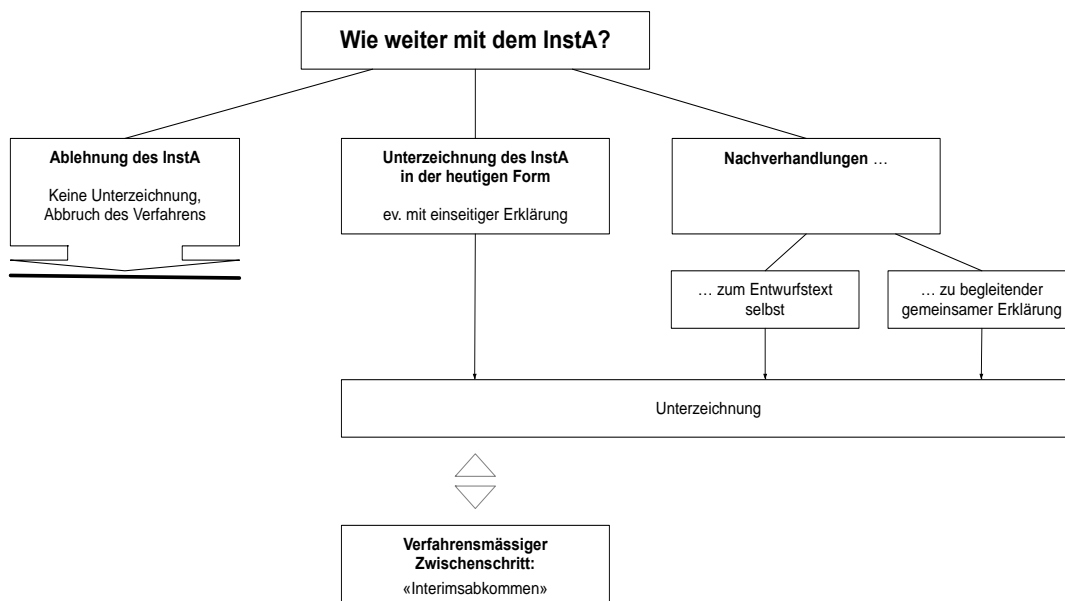 Wie weiter mit dem InstA?
Ablehnung des InstA
Keine Unterzeichnung,
Abbruch des Verfahrens
Unterzeichnung des InstA
in der heutigen Form
ev. mit einseitiger Erklärung
Nachverhandlungen …
… zum Entwurfstext
selbst
… zu begleitender
gemeinsamer Erklärung
Unterzeichnung
Verfahrensmässiger
Zwischenschritt:
«Interimsabkommen»